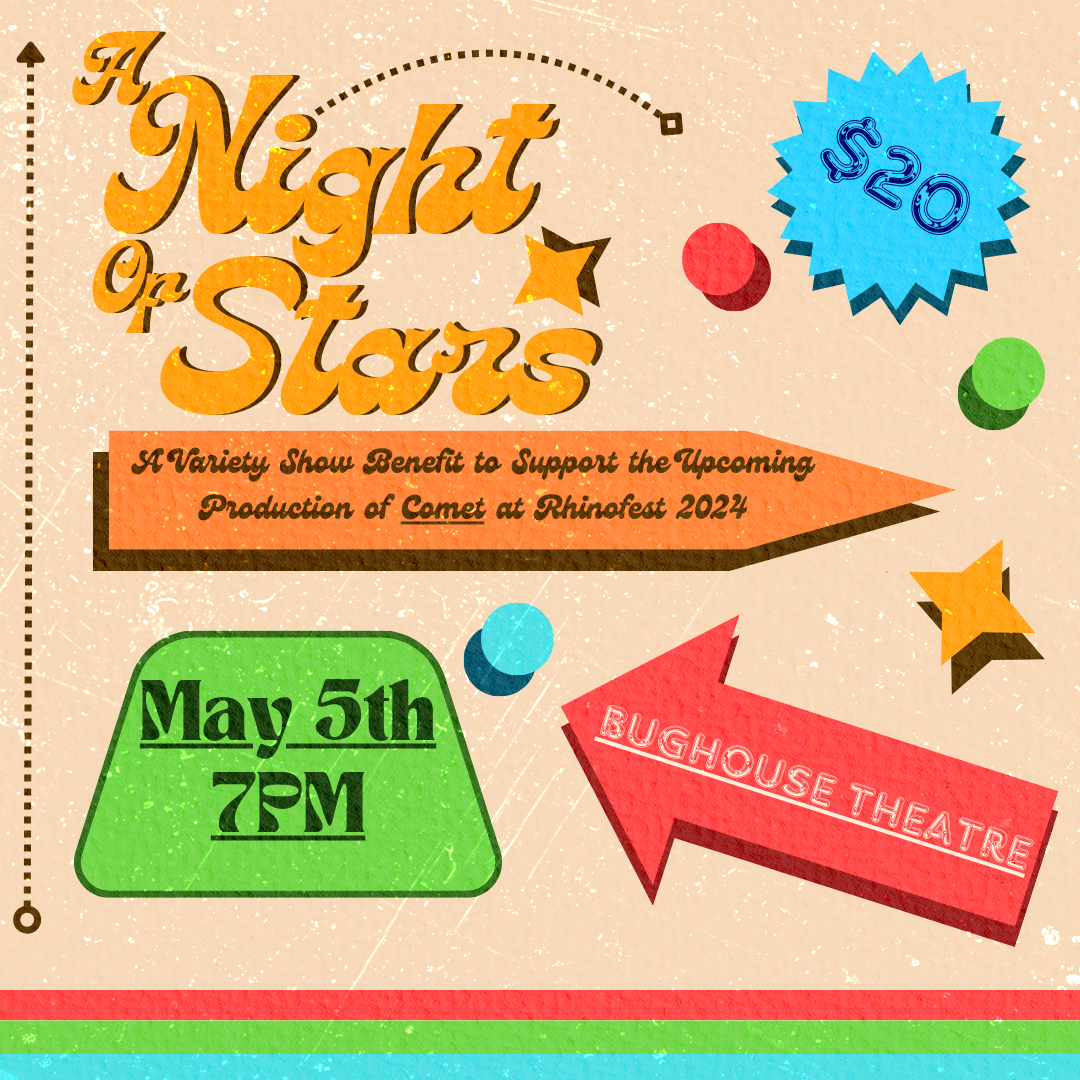 A
Night
Of
Stars
$20
A Variety Show Benefit to Support the Upcoming
Production of Comet at Rhinofest 2024
May 5th
7PM
BUGHOUSE THEATRE